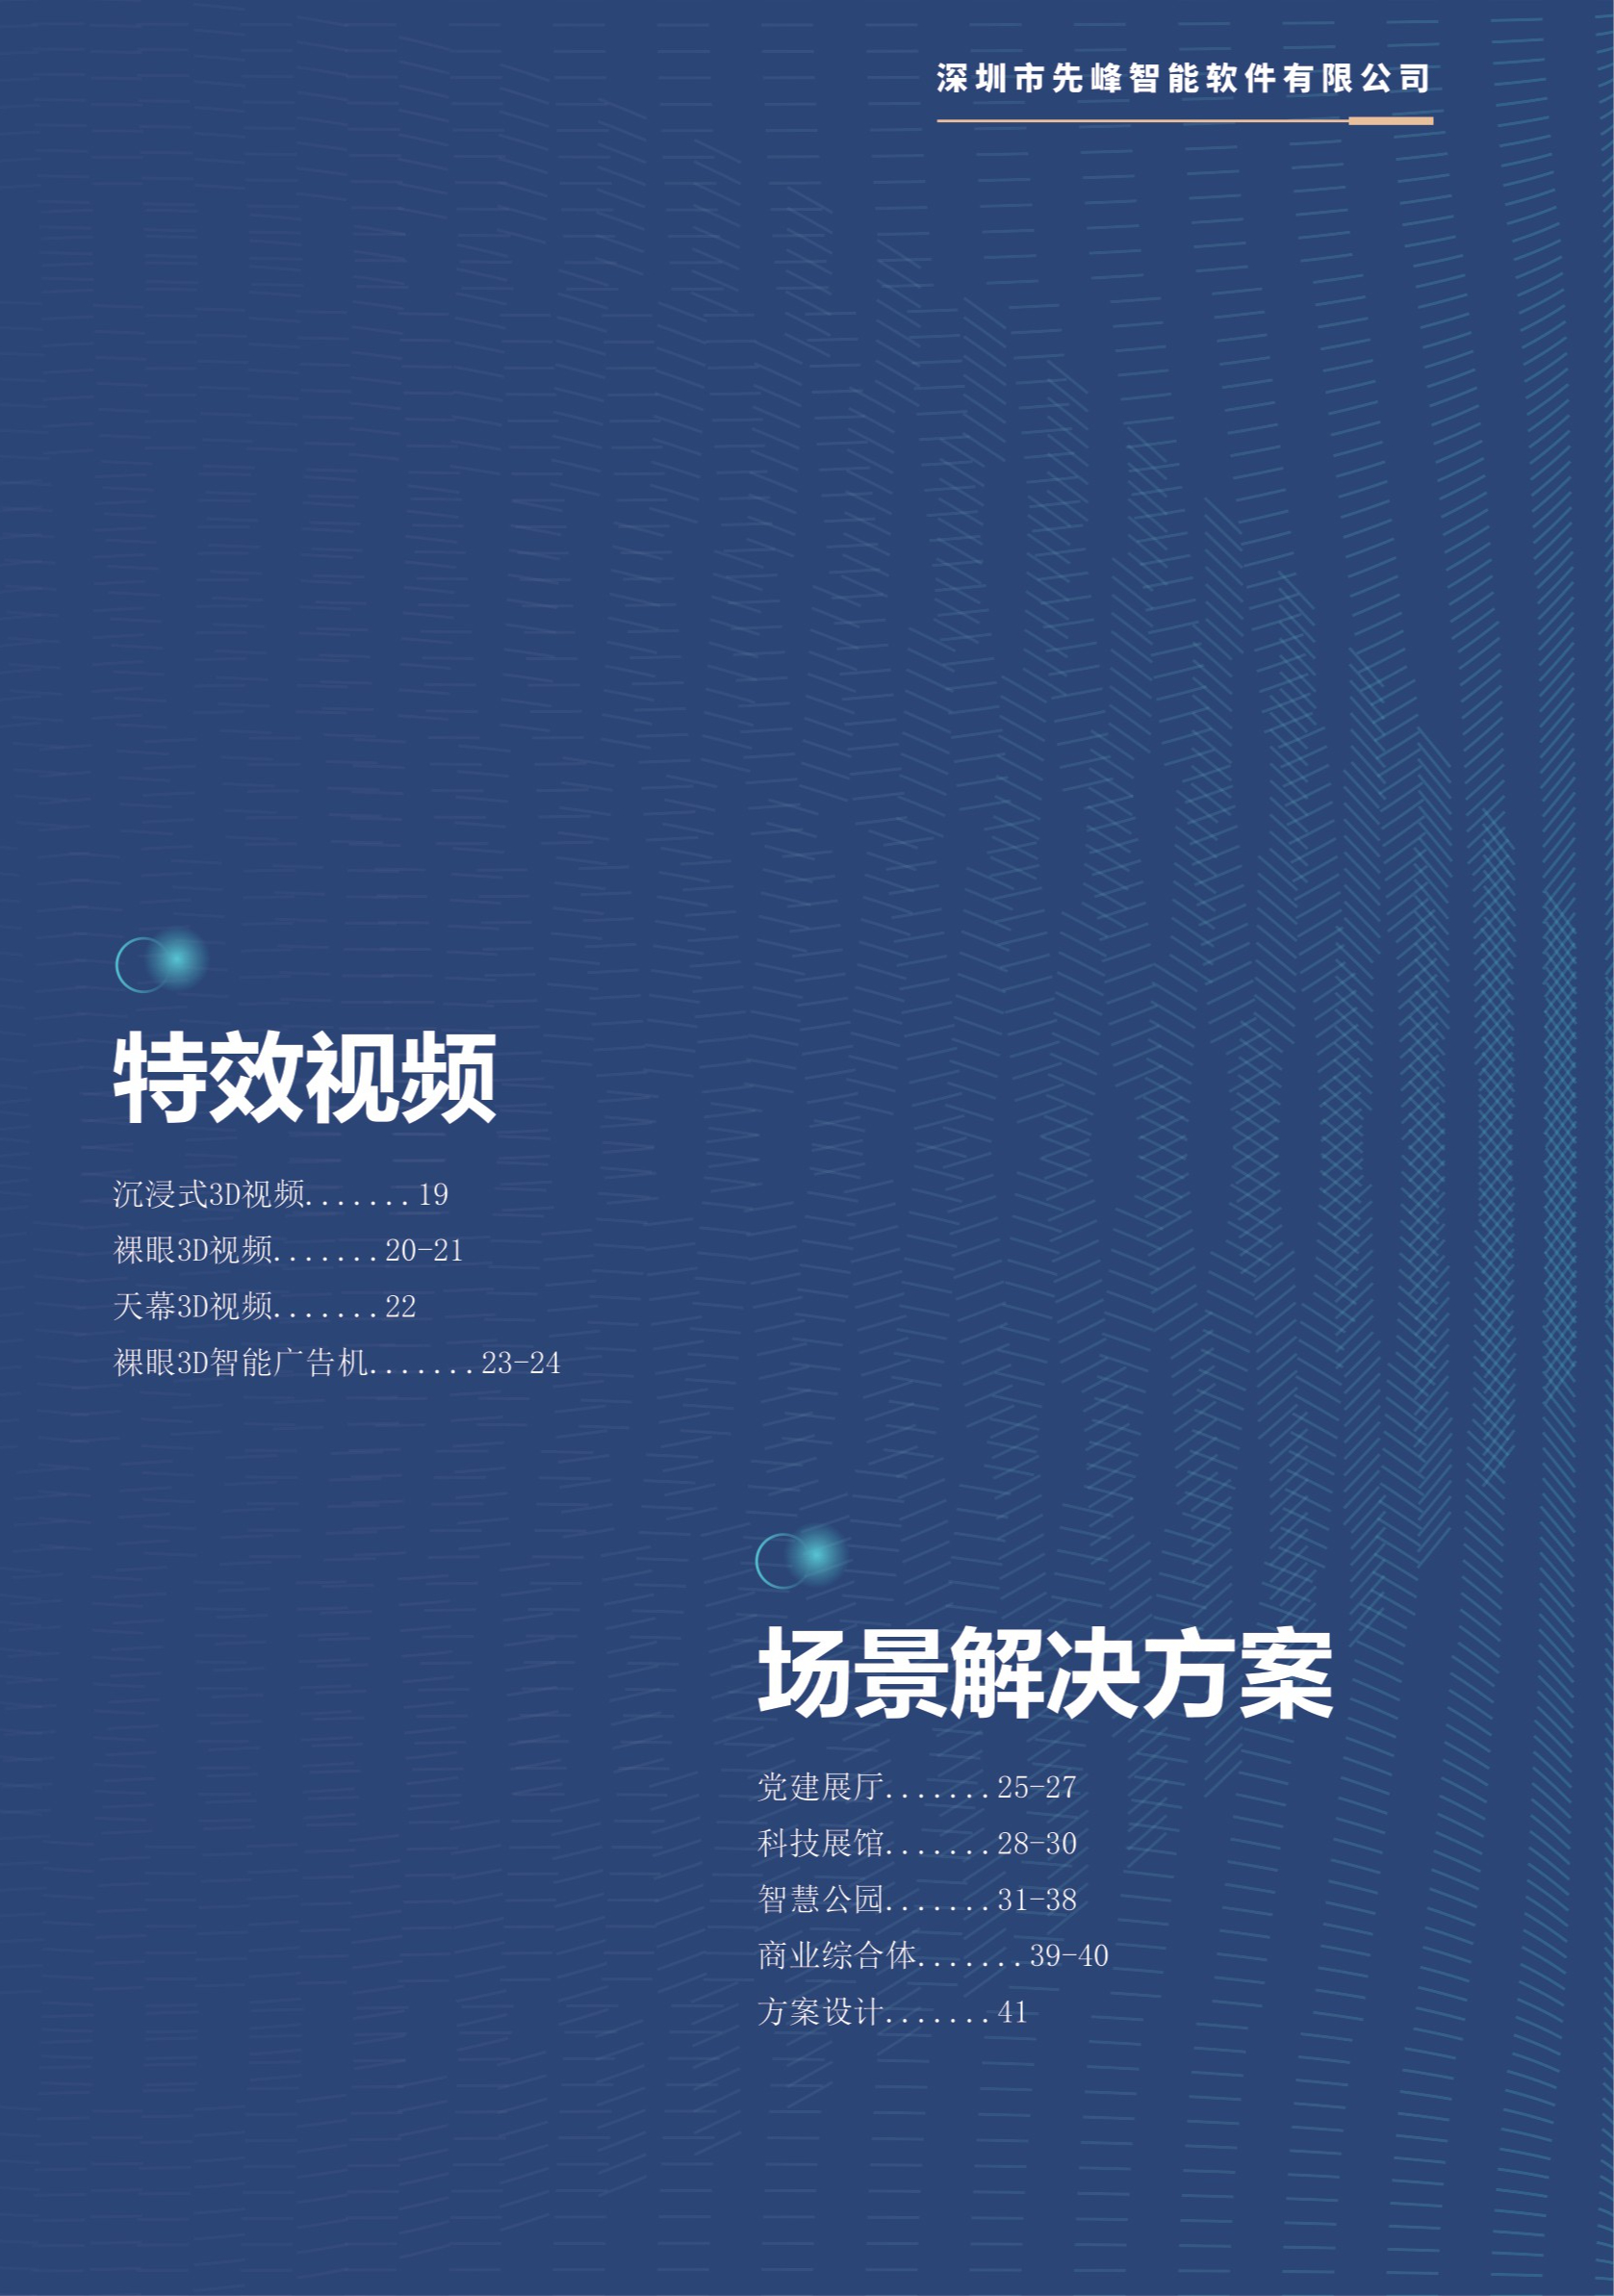 深圳市先峰智能软件有限公司
特效视频
沉浸式3D视频.......19
裸眼3D视频.......20-21
天幕3D视频.......22
裸眼3D智能广告机.......23-24
场景解决方案
党建展厅.......25-27
科技展馆.......28-30
智慧公园.......31-38
商业综合体.......39-40
方案设计.......41